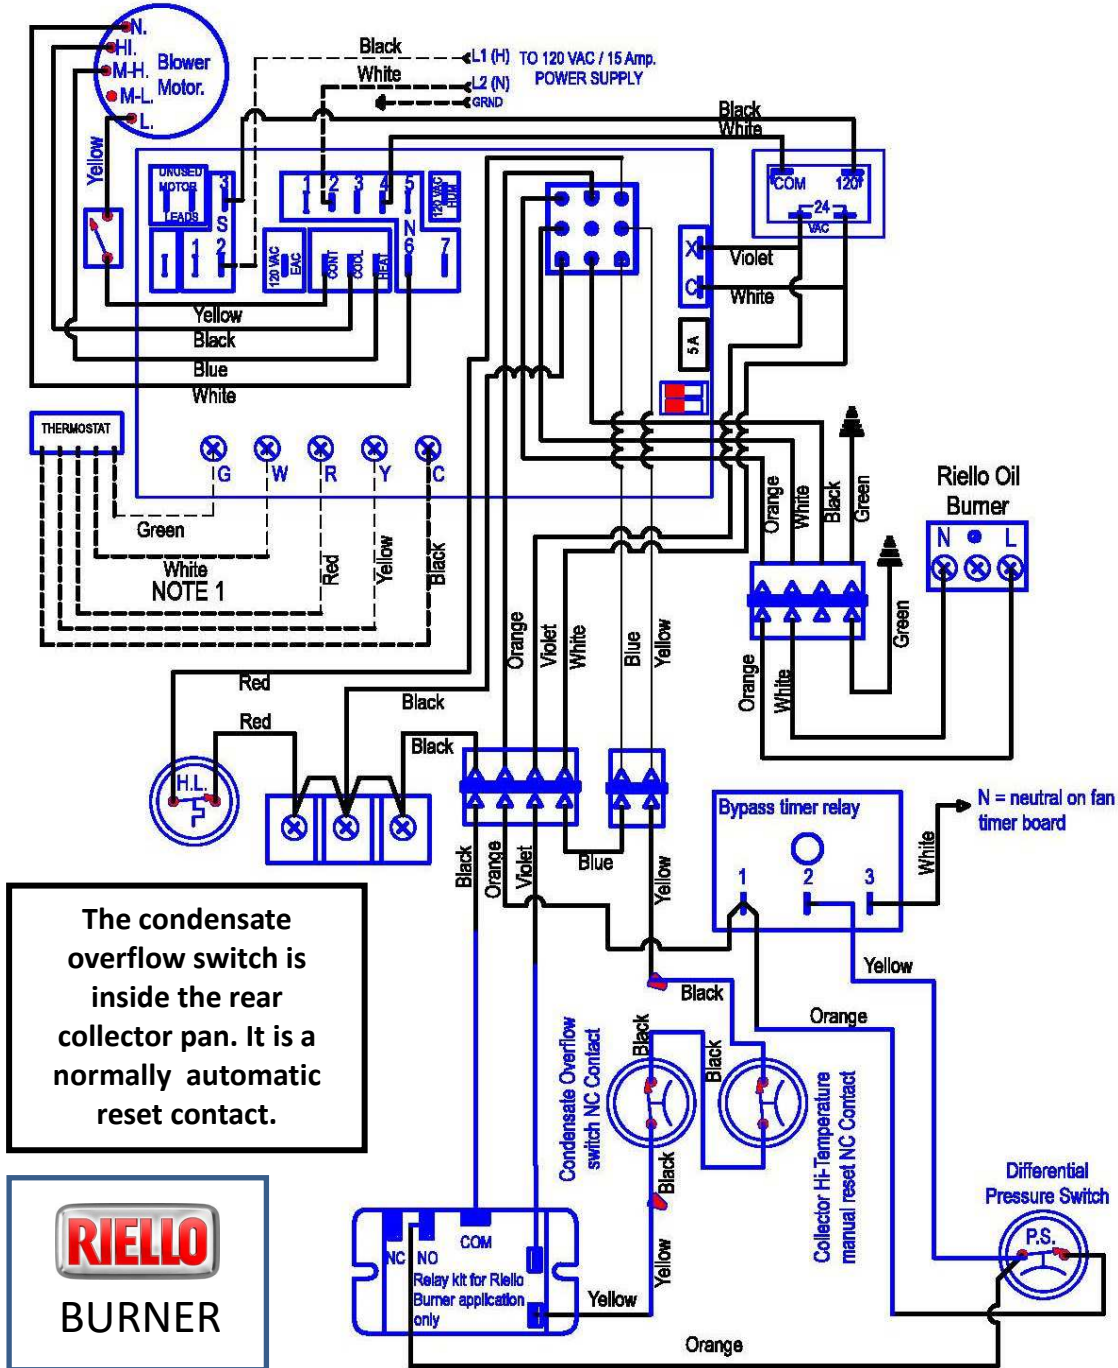 N.
HI.
M-H.
M-L.
L.
Blower
Motor.
Black
L1 (H)
TO 120 VAC / 15 Amp.
POWER SUPPLY
White
L2 (N)
GRND
Black
White
Yellow
UNUSED
MOTOR
LEADS
3
S
1
2
1
2
3
4
5
N
6
7
120 VAC
HUM
120 VAC
EAC
CONT
COOL
HEAT
COM
120
24
VAC
X
Violet
C
White
5 A
Yellow
Black
Blue
White
THERMOSTAT
G
W
R
Y
C
Green
White
NOTE 1
Red
Yellow
Black
Orange
White
Black
Green
Riello Oil
Burner
N
L
Green
Orange
White
Orange
Violet
White
Blue
Yellow
Red
Black
Red
Black
H.L.
Black
Orange
Violet
Blue
Yellow
Bypass timer relay
1
2
3
White
N = neutral on fan
timer board
Yellow
Orange
The condensate
overflow switch is
inside the rear
collector pan. It is a
normally automatic
reset contact.
Black
Black
Black
Condensate Overflow
switch NC Contact
Black
Collector Hi-Temperature
manual reset NC Contact
Differential
Pressure Switch
P.S.
NC
NO
COM
Relay kit for Riello
Burner application
only
Yellow
Yellow
Orange
RIELLO
BURNER